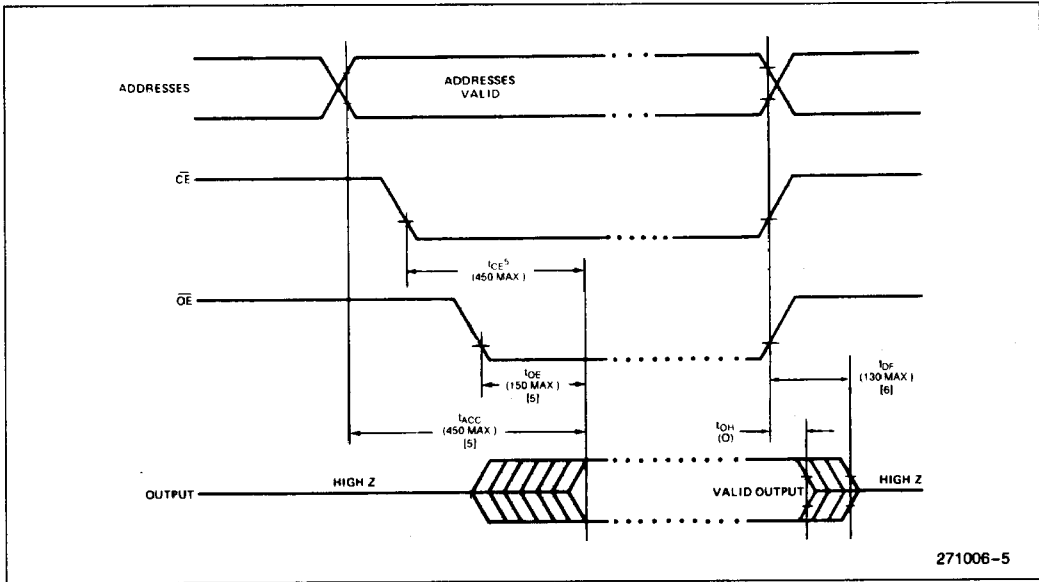 ADDRESSES
ADDRESSES
VALID
CE
tCE5
(450 MAX)
OE
tOE
(150 MAX)
[5]
tDF
(130 MAX)
[6]
tACC
(450 MAX)
[5]
tOH
(O)
OUTPUT
HIGH Z
VALID OUTPUT
HIGH Z
271006-5